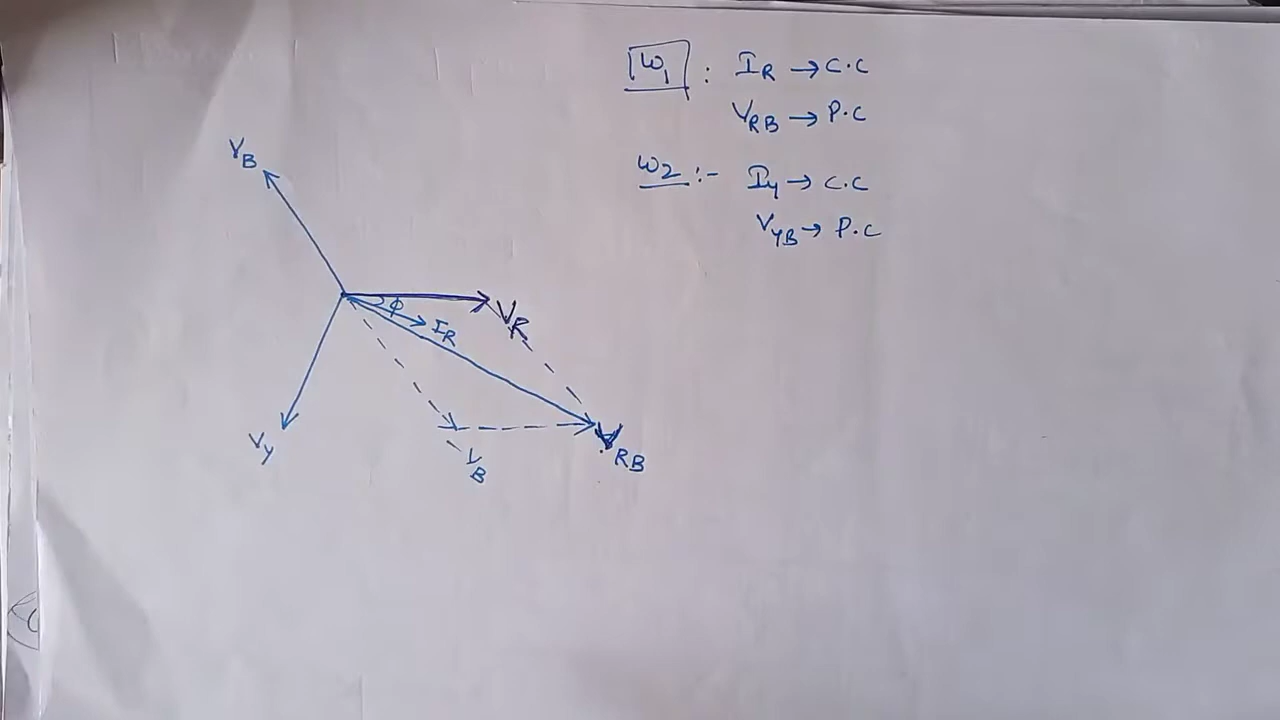 W1 : IR → C.C
VRB → P.C
W2 :- Iy → C.C
VYB → P.C
VB
ϕ
IR
VR
VY
-VB
VRB